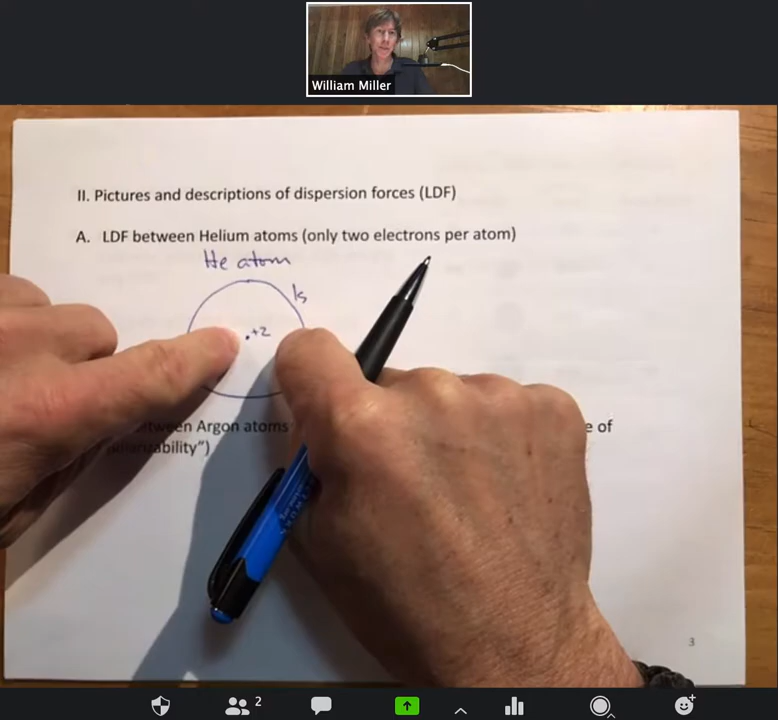 William Miller
II. Pictures and descriptions of dispersion forces (LDF)
A. LDF between Helium atoms (only two electrons per atom)
He atom
1s
+2
tween Argon atoms e of
bility")
3
2